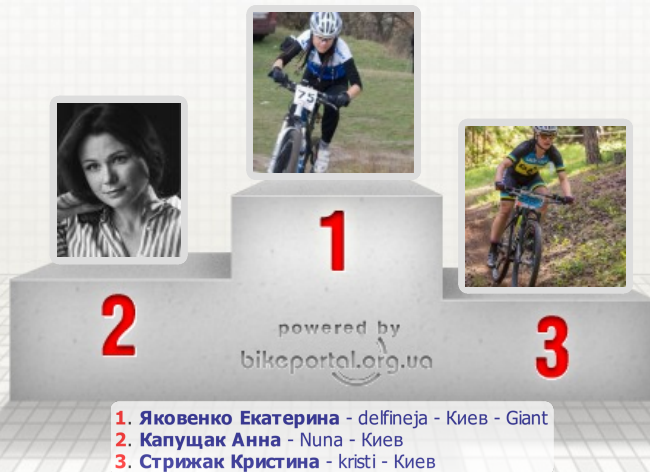 75
1
2
3
powered by
bikeportal.org.ua
1. Яковенко Екатерина - delfineja - Киев - Giant
2. Капущак Анна - Nuna - Киев
3. Стрижак Кристина - kristi - Киев